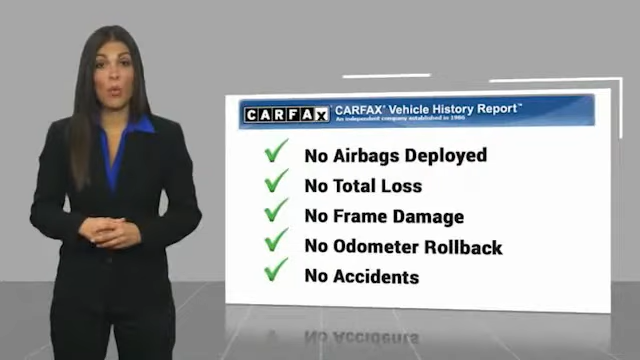 CARFAX CARFAX Vehicle History Report™
An independent company established in 1986
No Airbags Deployed
No Total Loss
No Frame Damage
No Odometer Rollback
No Accidents